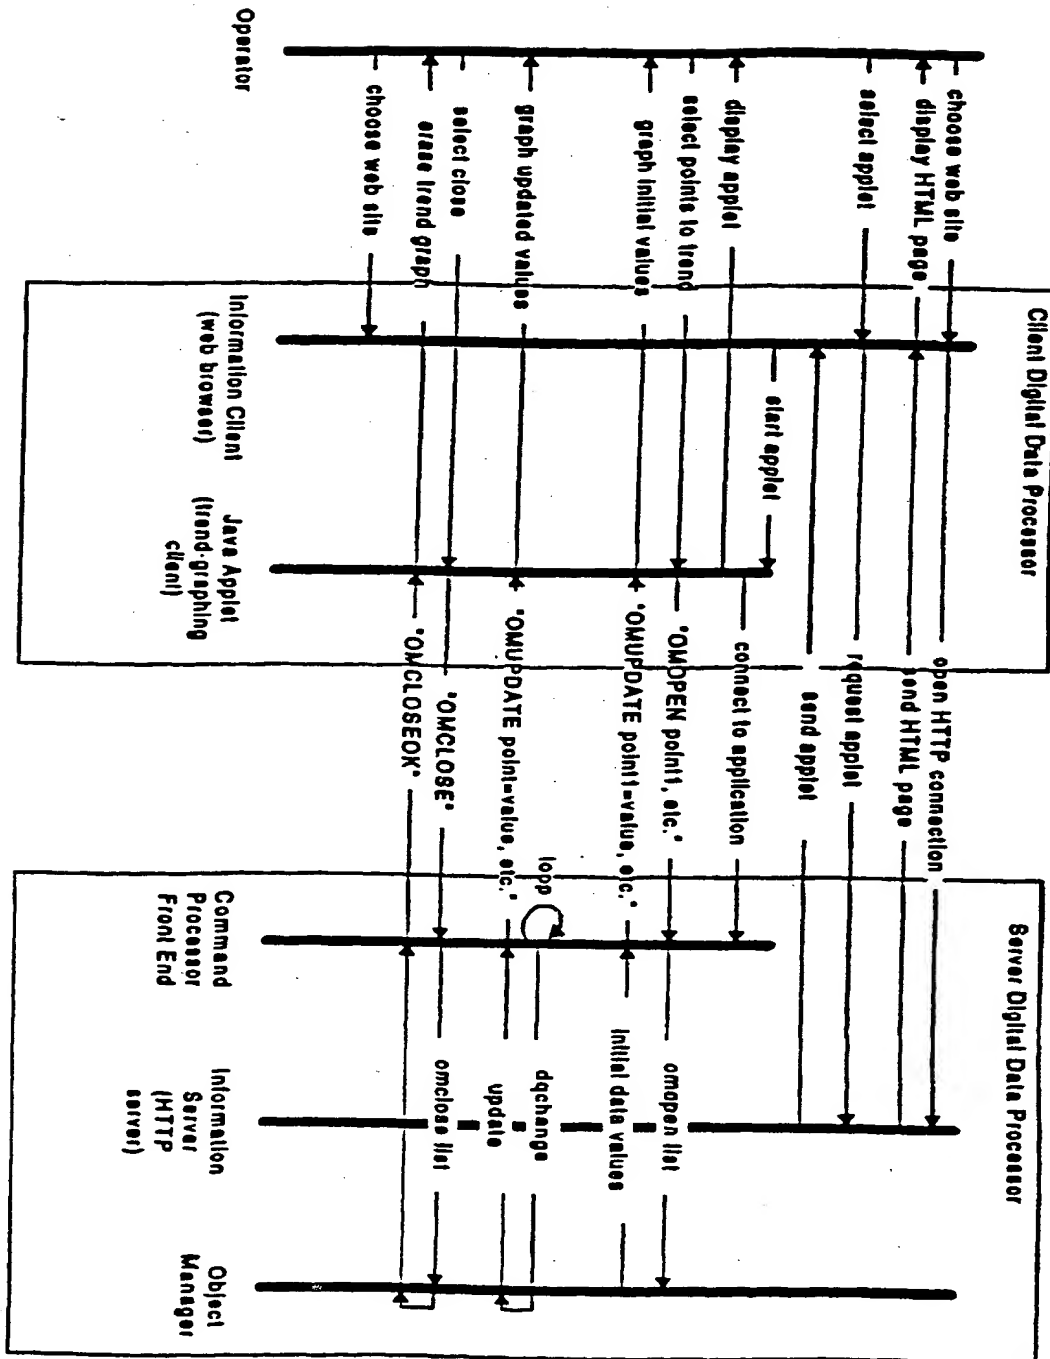 Client Digital Data Processor
Server Digital Data Processor
choose web site
open HTTP connection
display HTML page
send HTML page
select applet
request applet
send applet
start applet
connect to application
display applet
select points to trend
"OMOPEN point1, etc."
omopen list
graph initial values
"OMUPDATE point1=value, etc."
initial data values
loop
dqchange
graph updated values
"OMUPDATE point=value, etc."
update
select close
"OMCLOSE"
omclose list
erase trend graph
"OMCLOSEOK"
choose web site
Operator
Information Client
(web browser)
Java Applet
(trend-graphing
client)
Command
Processor
Front End
Information
Server
(HTTP
server)
Object
Manager